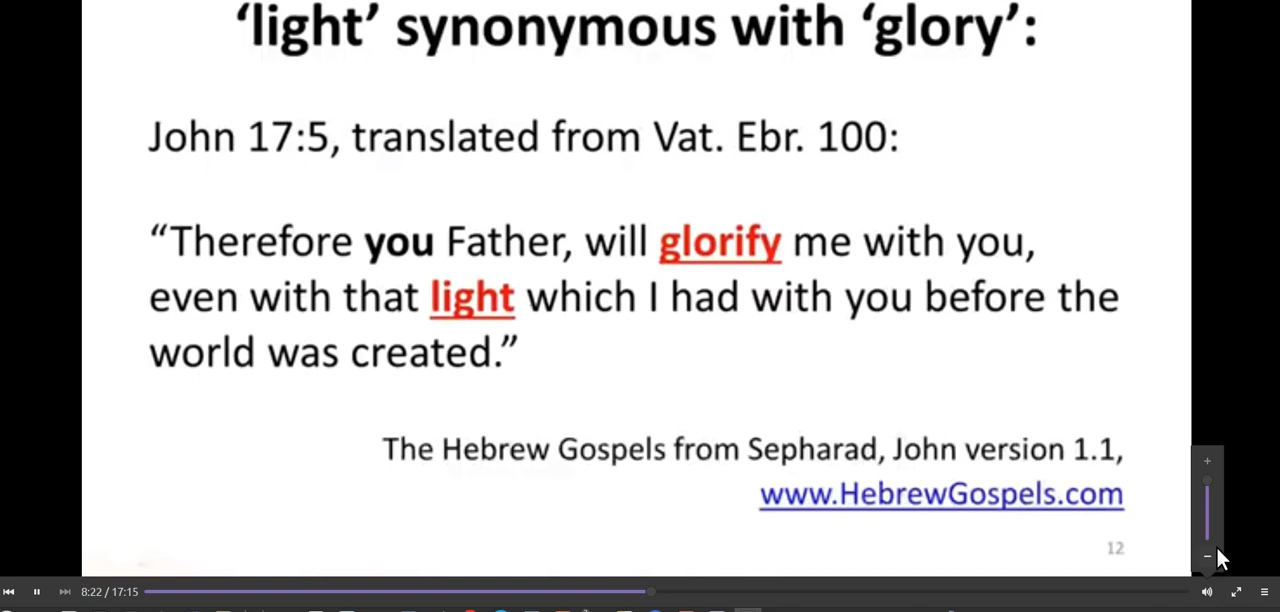 ‘light’ synonymous with ‘glory’:
John 17:5, translated from Vat. Ebr. 100:
“Therefore you Father, will glorify me with you,
even with that light which I had with you before the
world was created.”
The Hebrew Gospels from Sepharad, John version 1.1,
www.HebrewGospels.com
12
8:22 / 17:15